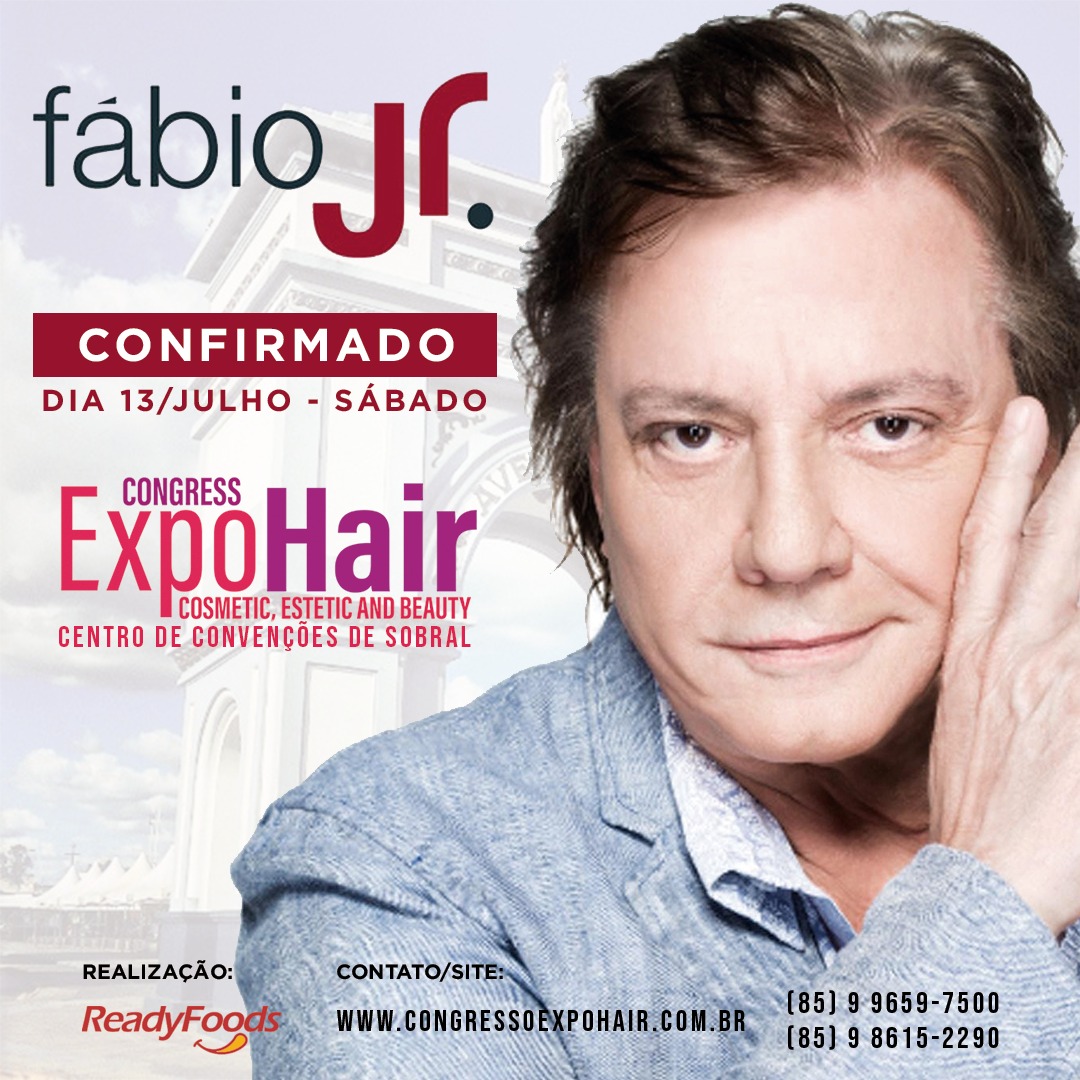 fábio Jr.
CONFIRMADO
DIA 13/JULHO - SÁBADO
CONGRESS
ExpoHair
COSMETIC, ESTETIC AND BEAUTY
CENTRO DE CONVENÇÕES DE SOBRAL
AVE
REALIZAÇÃO:
ReadyFoods
CONTATO/SITE:
WWW.CONGRESSOEXPOHAIR.COM.BR
(85) 9 9659-7500
(85) 9 8615-2290